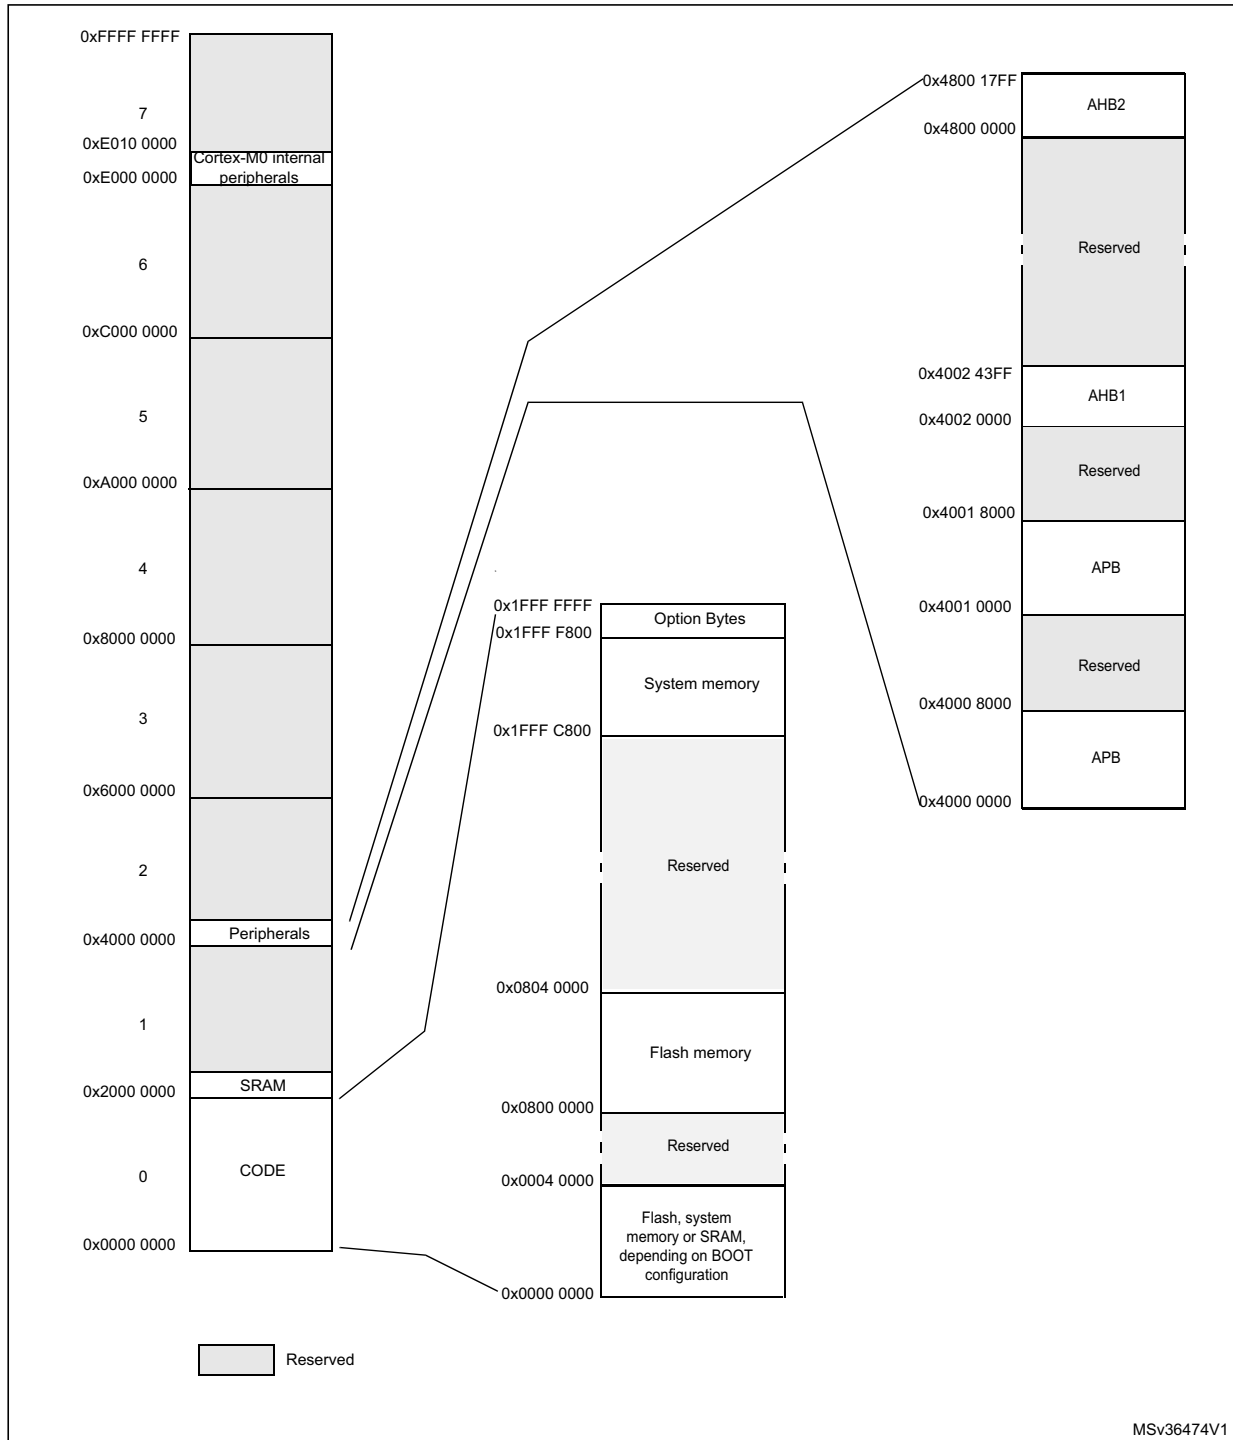 0xFFFF FFFF
7
0xE010 0000
Cortex-M0 internal
peripherals
0xE000 0000
6
0xC000 0000
5
0xA000 0000
4
0x8000 0000
3
0x6000 0000
2
Peripherals
0x4000 0000
1
SRAM
0x2000 0000
CODE
0
0x0000 0000
0x1FFF FFFF
Option Bytes
0x1FFF F800
System memory
0x1FFF C800
Reserved
0x0804 0000
Flash memory
0x0800 0000
Reserved
0x0004 0000
Flash, system
memory or SRAM,
depending on BOOT
configuration
0x0000 0000
0x4800 17FF
AHB2
0x4800 0000
Reserved
0x4002 43FF
AHB1
0x4002 0000
Reserved
0x4001 8000
APB
0x4001 0000
Reserved
0x4000 8000
APB
0x4000 0000
Reserved
MSv36474V1